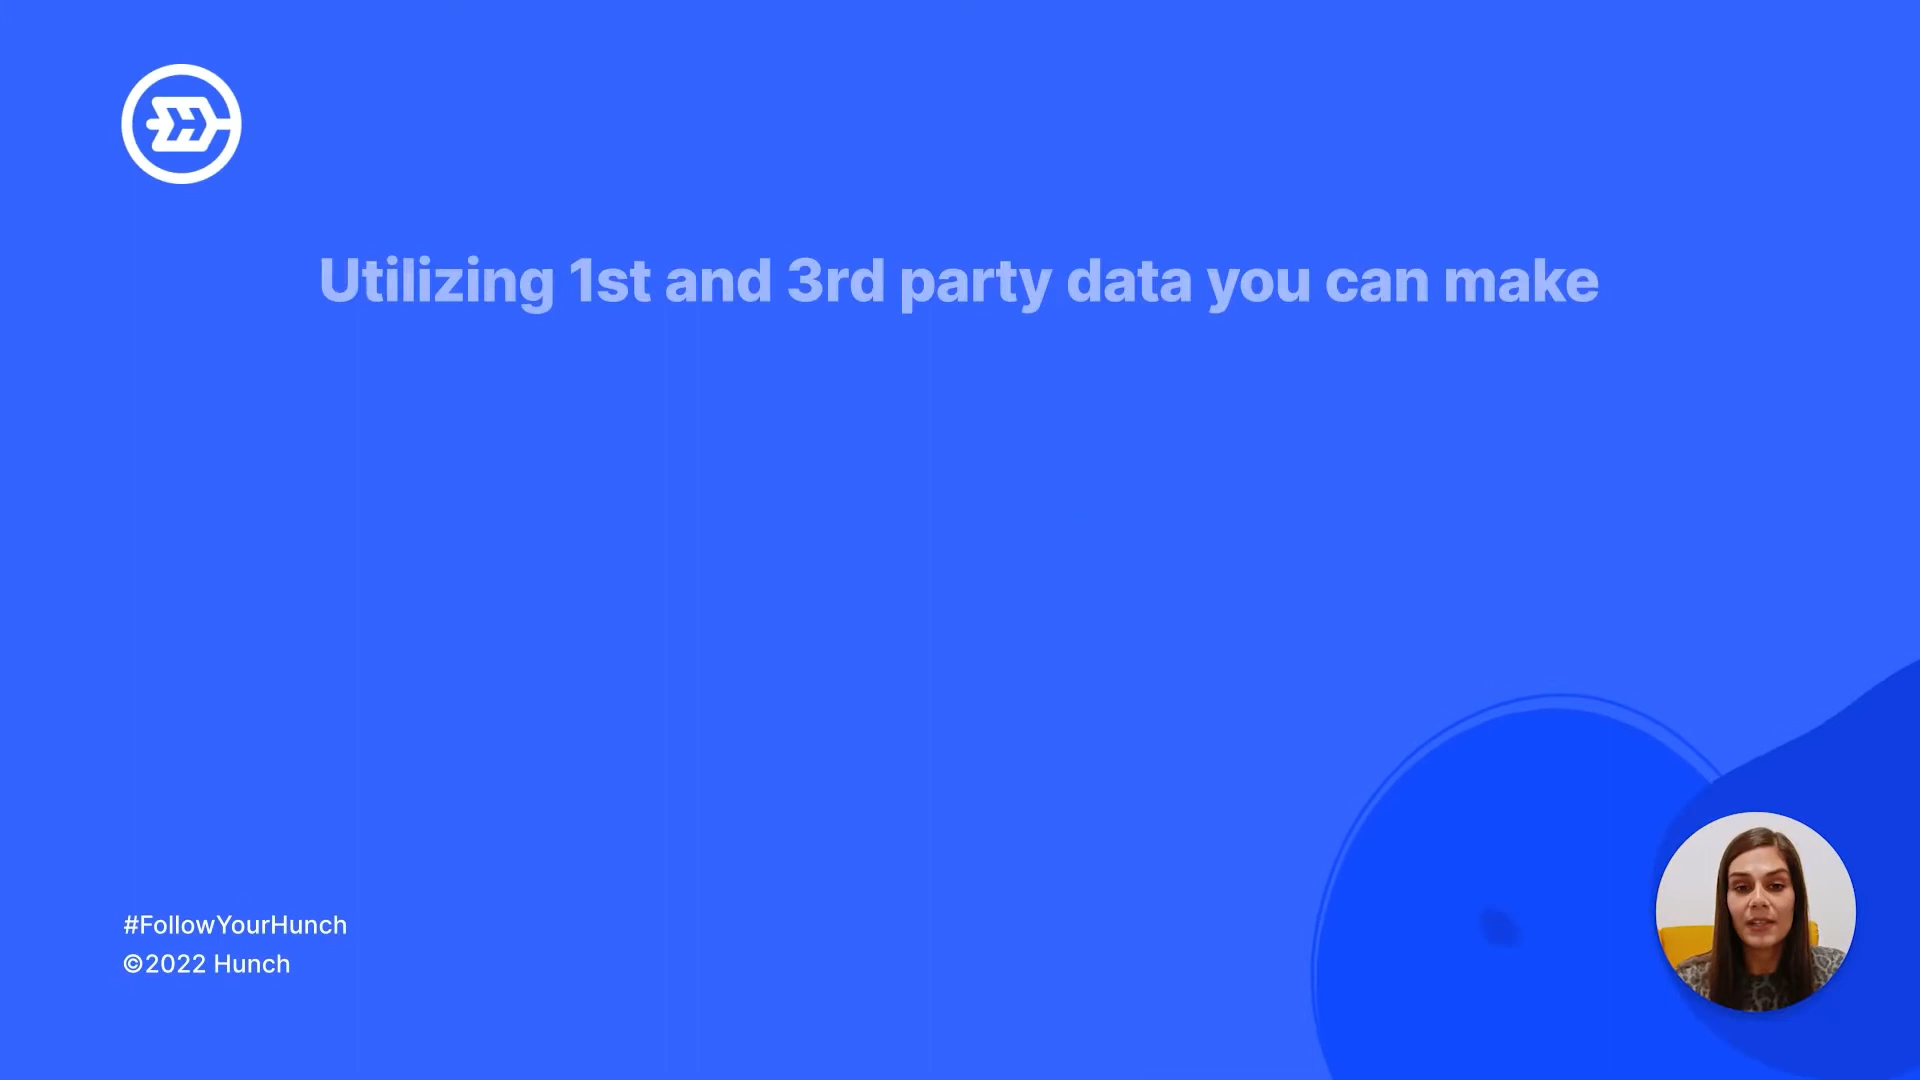 Utilizing 1st and 3rd party data you can make
#FollowYourHunch
©2022 Hunch